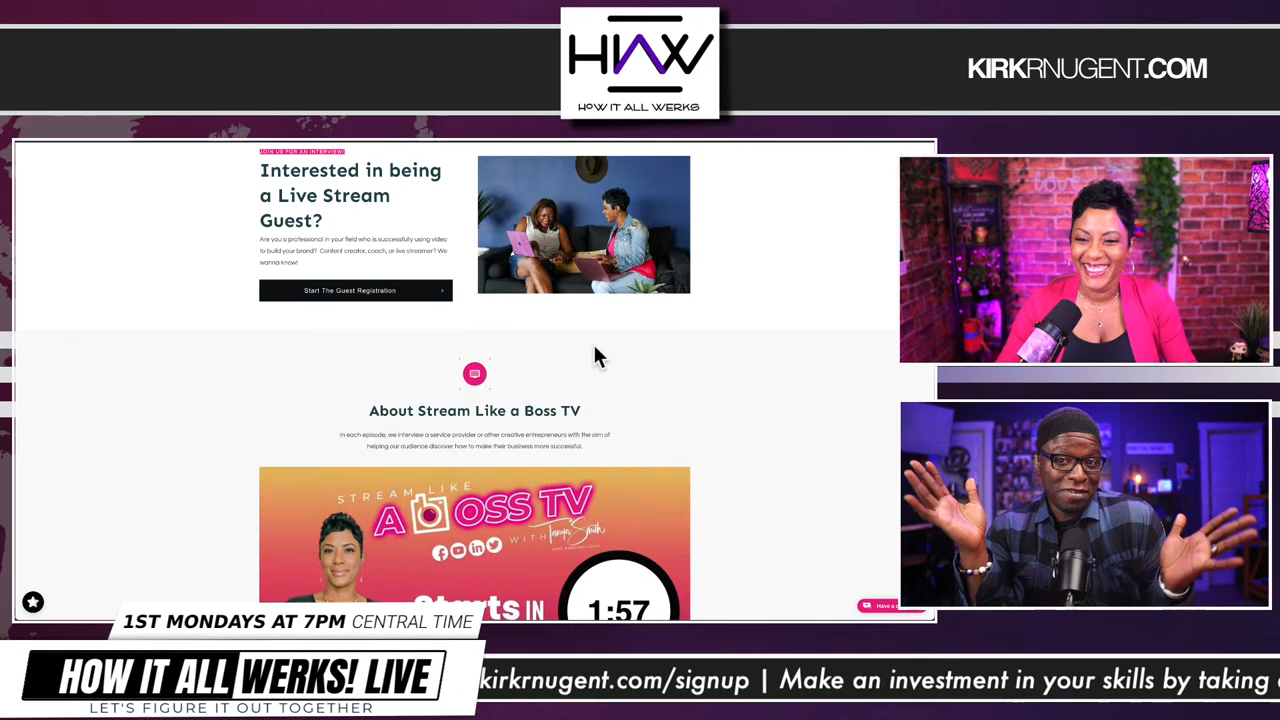 HIAW
HOW IT ALL WERKS
KIRKRNUGENT.COM
JOIN US FOR AN INTERVIEW!
Interested in being
a Live Stream
Guest?
Are you a professional in your field who is successfully using video
to build your brand? Content creator, coach, or live streamer? We
wanna know!
Start The Guest Registration
About Stream Like a Boss TV
In each episode, we interview a service provider or other creative entrepreneurs with the aim of
helping our audience discover how to make their business more successful.
STREAM LIKE
A BOSS TV
WITH Tanya Smith
Starts IN
1:57
Have a
1ST MONDAYS AT 7PM CENTRAL TIME
HOW IT ALL WERKS! LIVE
LET'S FIGURE IT OUT TOGETHER
kirkrnugent.com/signup | Make an investment in your skills by taking